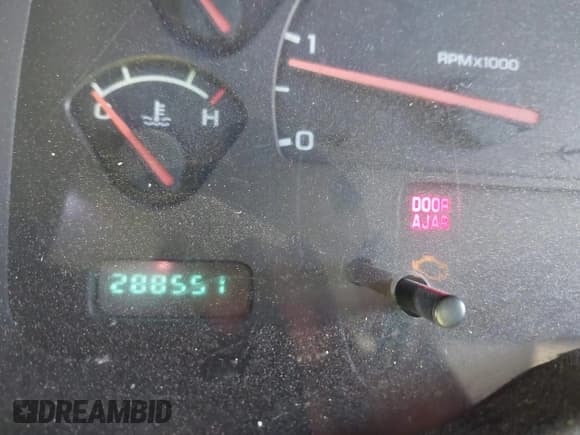 1
RPMX1000
C
H
0
DOOR
AJAR
288551
DREAMBID